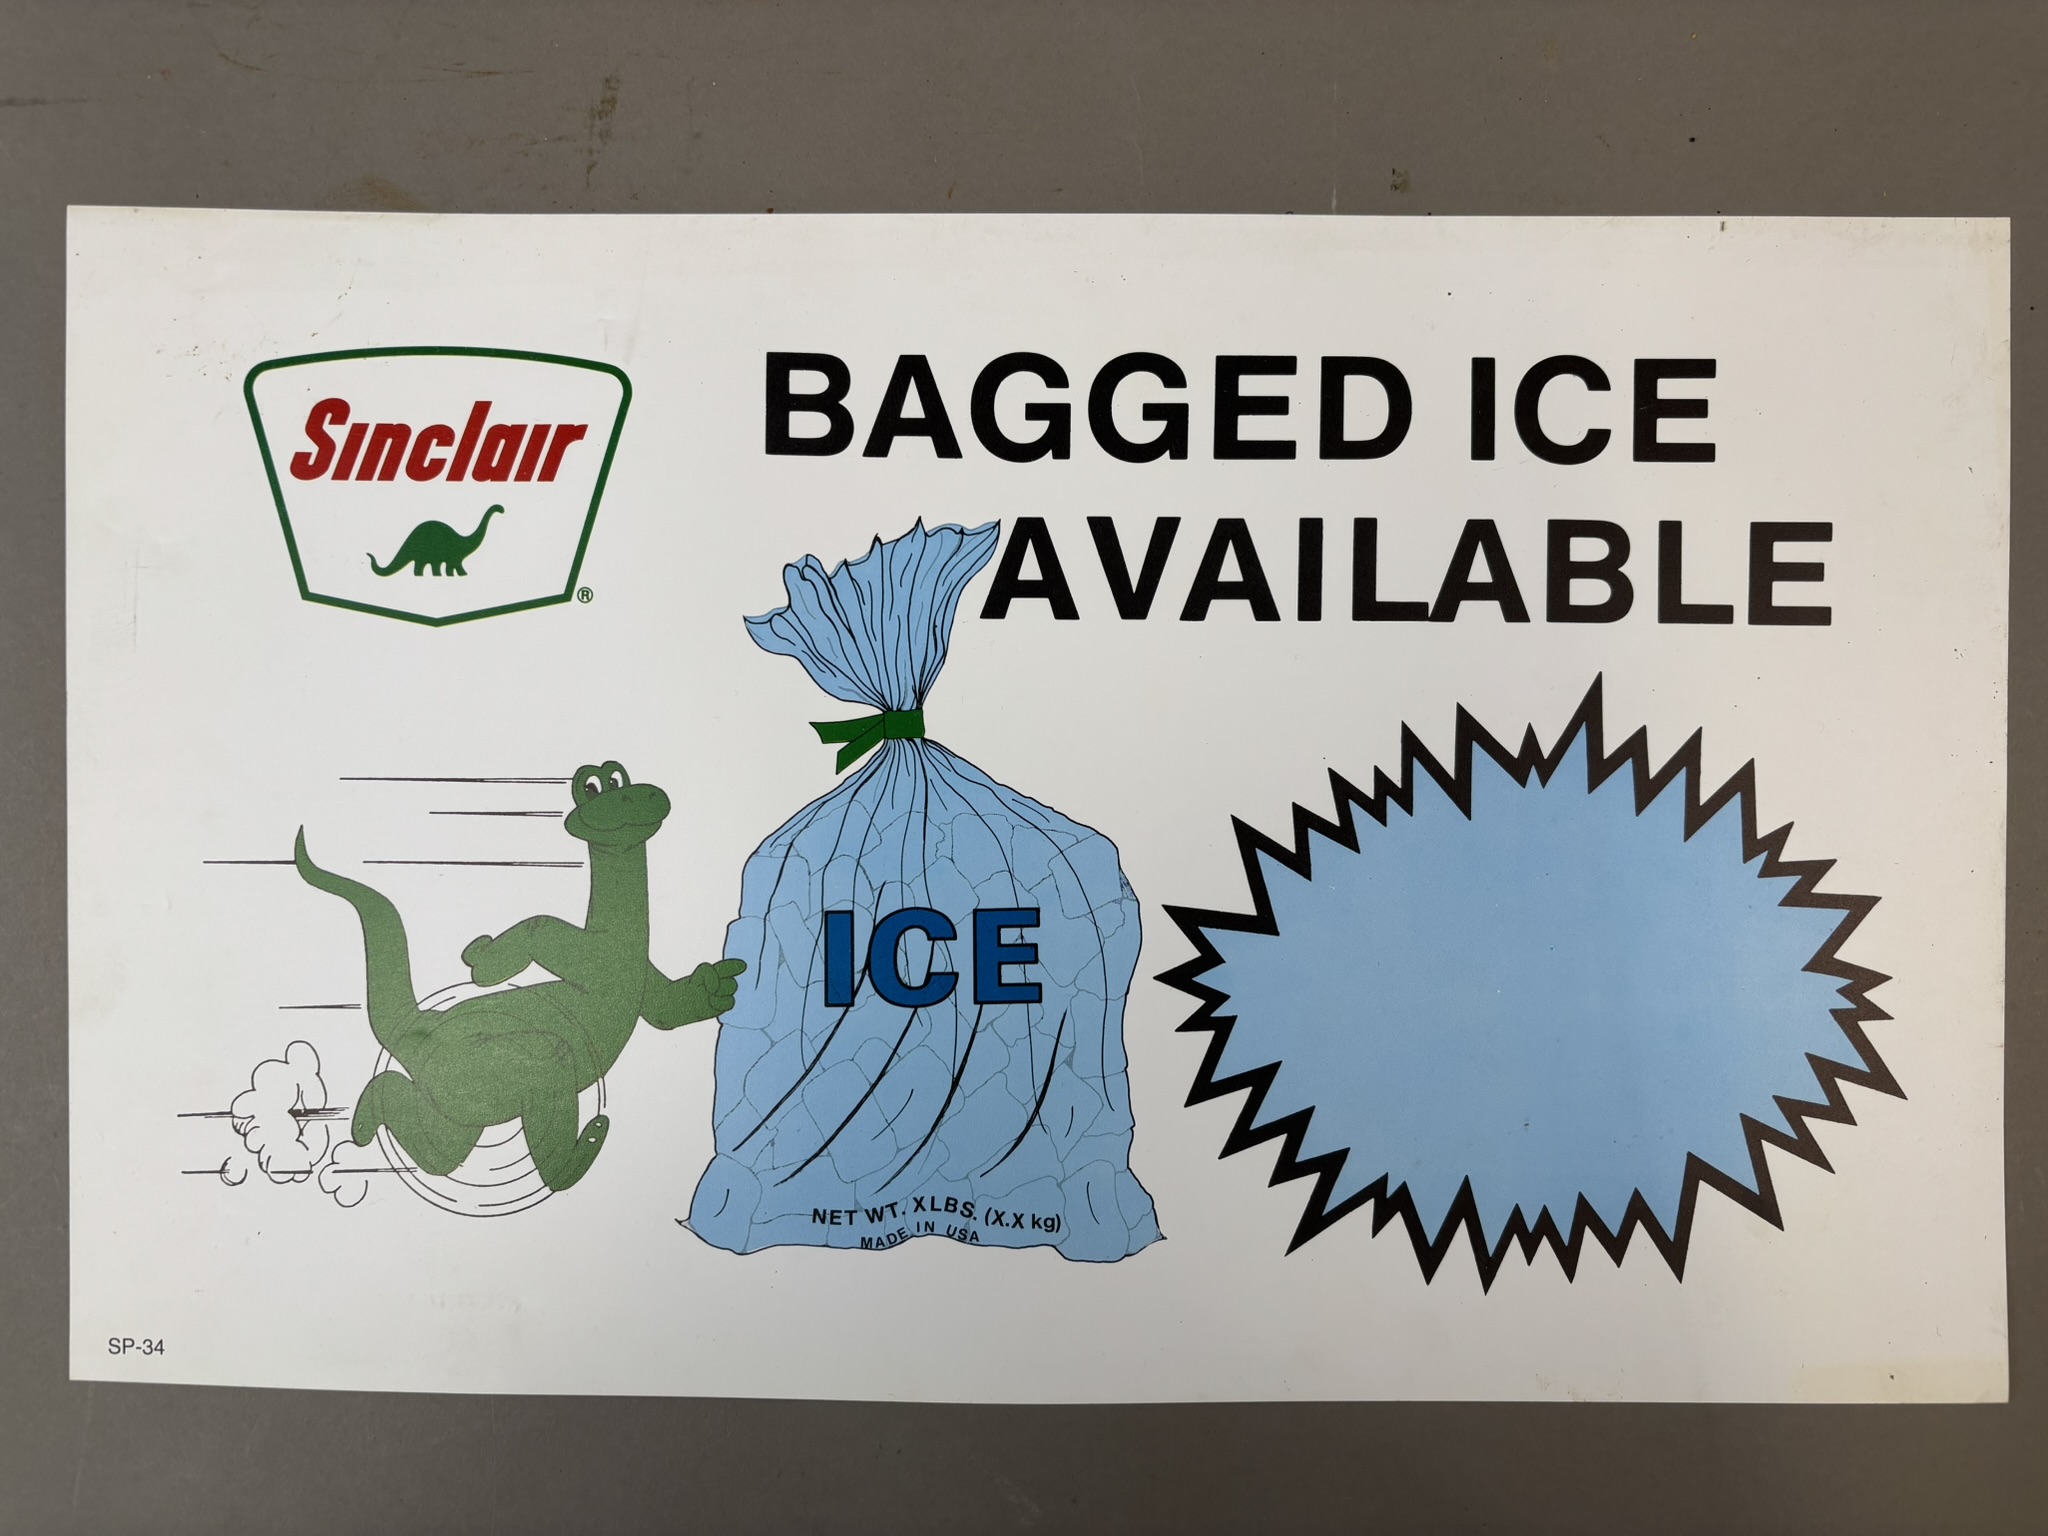 Sinclair
®
BAGGED ICE
AVAILABLE
ICE
NET WT. XLBS. (X.X kg)
MADE IN USA
SP-34